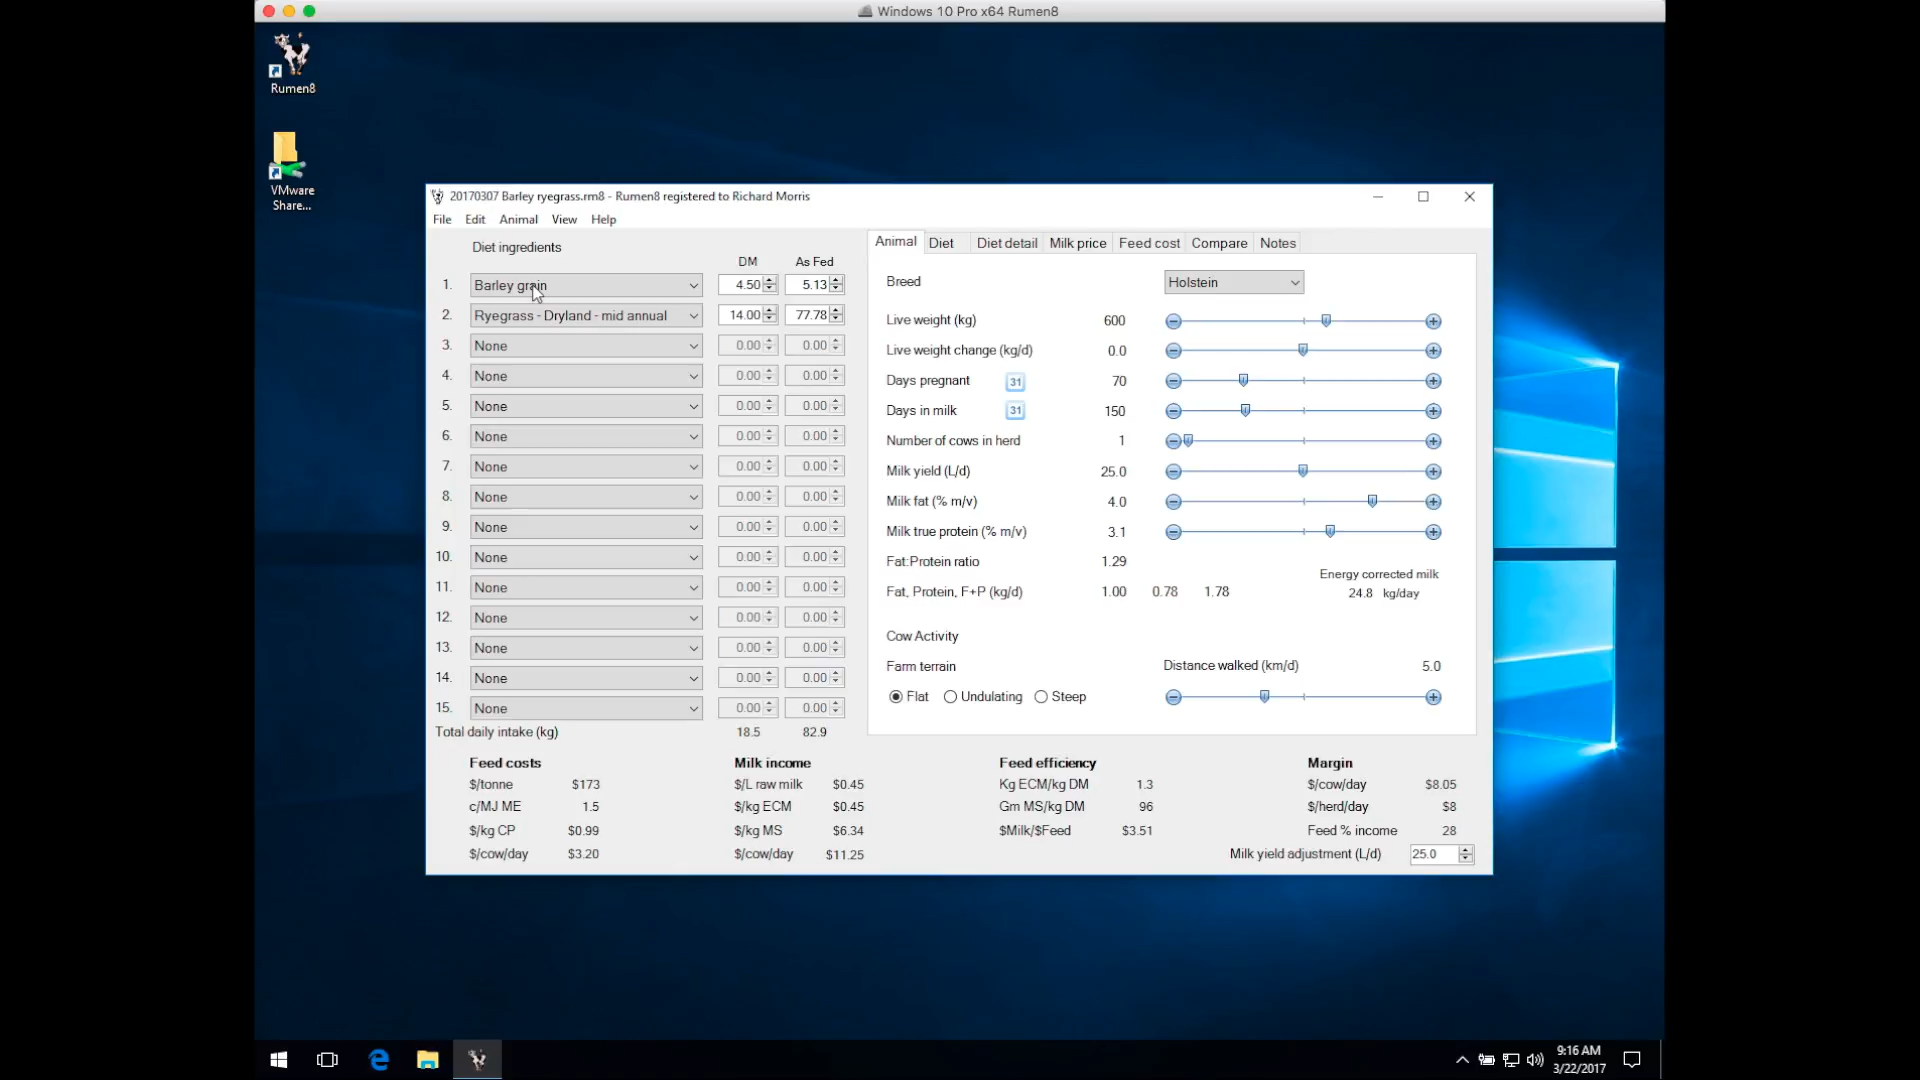 Windows 10 Pro x64 Rumen8
Rumen8
VMware
Share...
20170307 Barley ryegrass.rm8 - Rumen8 registered to Richard Morris
File Edit Animal View Help
Diet ingredients
DM As Fed
1. Barley grain 4.50 5.13
2. Ryegrass - Dryland - mid annual 14.00 77.78
3. None 0.00 0.00
4. None 0.00 0.00
5. None 0.00 0.00
6. None 0.00 0.00
7. None 0.00 0.00
8. None 0.00 0.00
9. None 0.00 0.00
10. None 0.00 0.00
11. None 0.00 0.00
12. None 0.00 0.00
13. None 0.00 0.00
14. None 0.00 0.00
15. None 0.00 0.00
Total daily intake (kg) 18.5 82.9
Animal Diet Diet detail Milk price Feed cost Compare Notes
Breed Holstein
Live weight (kg) 600
Live weight change (kg/d) 0.0
Days pregnant 31 70
Days in milk 31 150
Number of cows in herd 1
Milk yield (L/d) 25.0
Milk fat (% m/v) 4.0
Milk true protein (% m/v) 3.1
Fat:Protein ratio 1.29
Fat, Protein, F+P (kg/d) 1.00 0.78 1.78
Energy corrected milk
24.8 kg/day
Cow Activity
Farm terrain Distance walked (km/d) 5.0
Flat Undulating Steep
Feed costs
$/tonne $173
c/MJ ME 1.5
$/kg CP $0.99
$/cow/day $3.20
Milk income
$/L raw milk $0.45
$/kg ECM $0.45
$/kg MS $6.34
$/cow/day $11.25
Feed efficiency
Kg ECM/kg DM 1.3
Gm MS/kg DM 96
$Milk/$Feed $3.51
Margin
$/cow/day $8.05
$/herd/day $8
Feed % income 28
Milk yield adjustment (L/d) 25.0
9:16 AM
3/22/2017